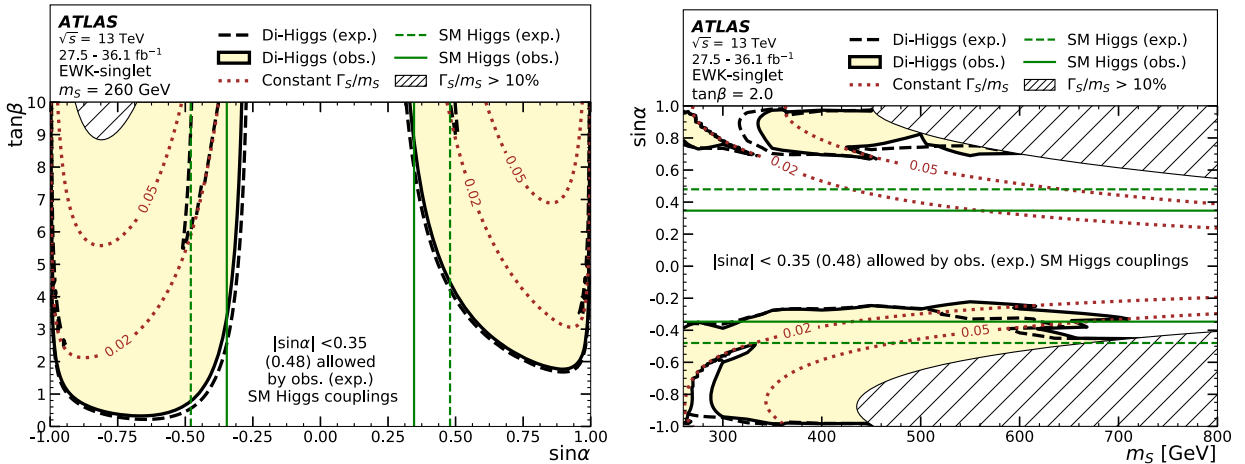 ATLAS
√s = 13 TeV
27.5 - 36.1 fb⁻¹
EWK-singlet
m_S = 260 GeV
Di-Higgs (exp.)
Di-Higgs (obs.)
Constant Γ_S/m_S
SM Higgs (exp.)
SM Higgs (obs.)
Γ_S/m_S > 10%
tanβ
10
9
8
7
6
5
4
3
2
1
0
0.05
0.02
0.05
0.02
|sinα| <0.35
(0.48) allowed
by obs. (exp.)
SM Higgs couplings
-1.00 -0.75 -0.50 -0.25 0.00 0.25 0.50 0.75 1.00
sinα
ATLAS
√s = 13 TeV
27.5 - 36.1 fb⁻¹
EWK-singlet
tanβ = 2.0
Di-Higgs (exp.)
Di-Higgs (obs.)
Constant Γ_S/m_S
SM Higgs (exp.)
SM Higgs (obs.)
Γ_S/m_S > 10%
sinα
1.0
0.8
0.6
0.4
0.2
0.0
-0.2
-0.4
-0.6
-0.8
-1.0
0.05
0.02
|sinα| < 0.35 (0.48) allowed by obs. (exp.) SM Higgs couplings
0.02
0.05
300 400 500 600 700 800
m_S [GeV]